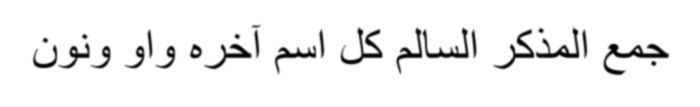 جمع المذكر السالم كل اسم آخره واو ونون